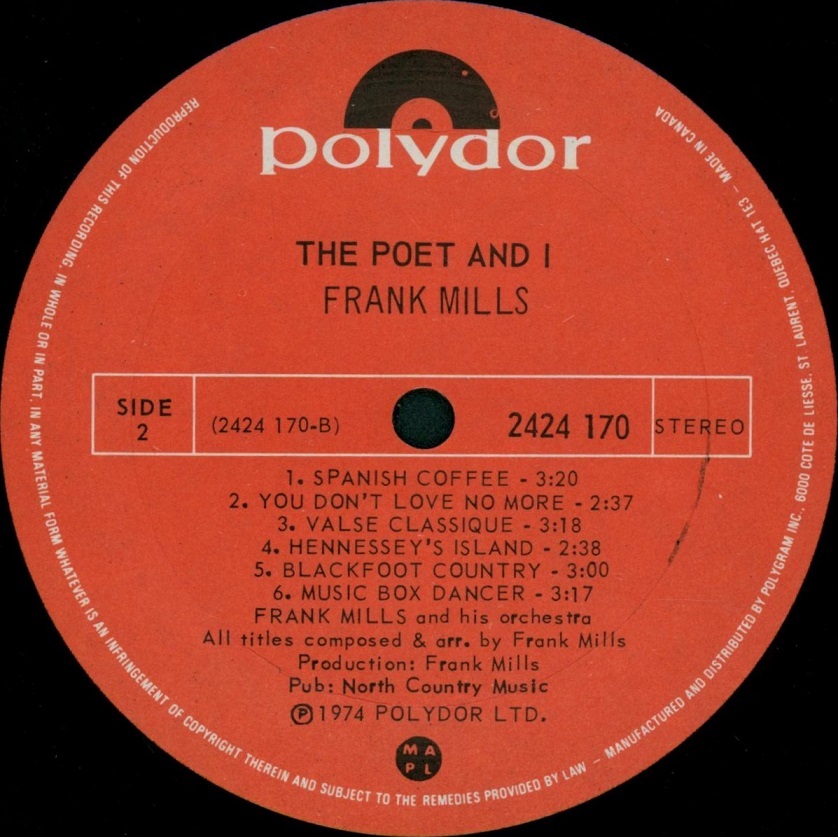 polydor
THE POET AND I
FRANK MILLS
SIDE
2
(2424 170-B)
2424 170
STEREO
1. SPANISH COFFEE - 3:20
2. YOU DON'T LOVE NO MORE - 2:37
3. VALSE CLASSIQUE - 3:18
4. HENNESSEY'S ISLAND - 2:38
5. BLACKFOOT COUNTRY - 3:00
6. MUSIC BOX DANCER - 3:17
FRANK MILLS and his orchestra
All titles composed & arr. by Frank Mills
Production: Frank Mills
Pub: North Country Music
Ⓟ 1974 POLYDOR LTD.
M A
P L
REPRODUCTION OF THIS RECORDING, IN WHOLE OR IN PART, IN ANY MATERIAL FORM WHATEVER IS AN INFRINGEMENT OF COPYRIGHT THEREIN AND SUBJECT TO THE REMEDIES PROVIDED BY LAW – MANUFACTURED AND DISTRIBUTED BY POLYGRAM INC., 6000 COTE DE LIESSE, ST. LAURENT, QUEBEC H4T 1E3 – MADE IN CANADA